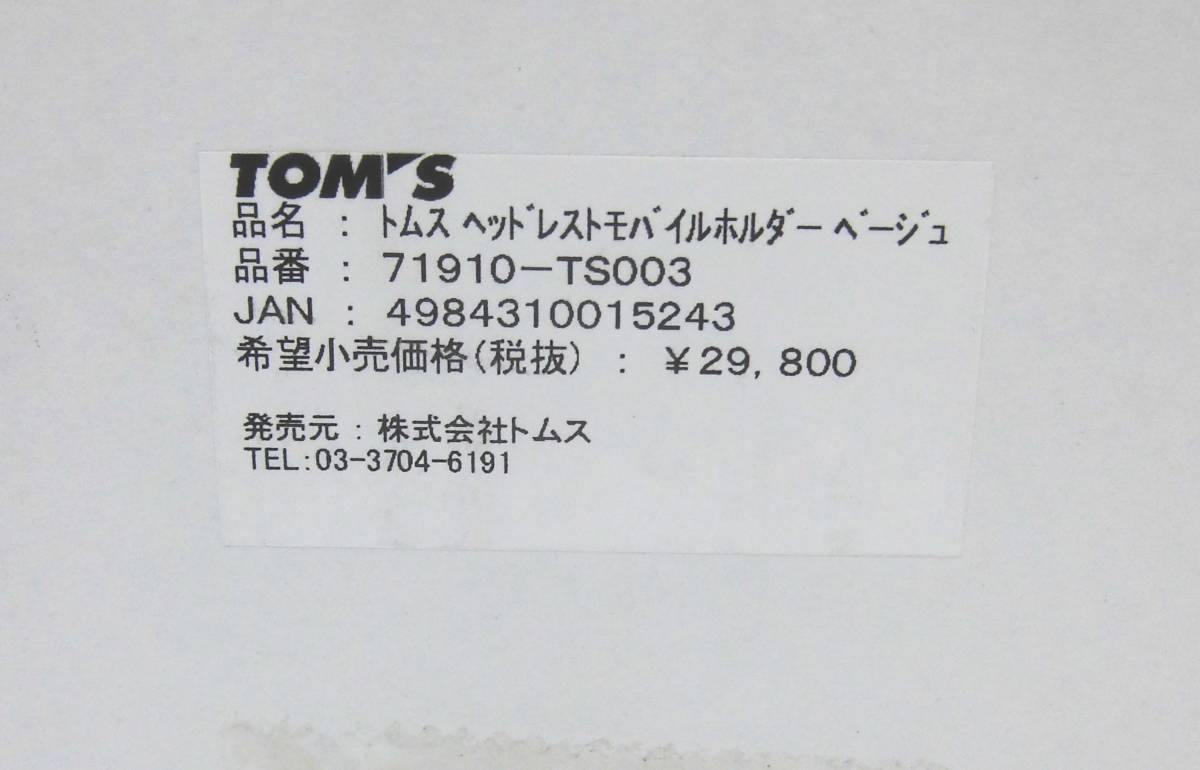 TOM'S
品名 : ﾄﾑｽ ﾍｯﾄﾞﾚｽﾄﾓﾊﾞｲﾙﾎﾙﾀﾞｰ ﾍﾞｰｼﾞｭ
品番 : 71910-TS003
JAN : 4984310015243
希望小売価格(税抜) : ¥29,800
発売元 : 株式会社トムス
TEL:03-3704-6191